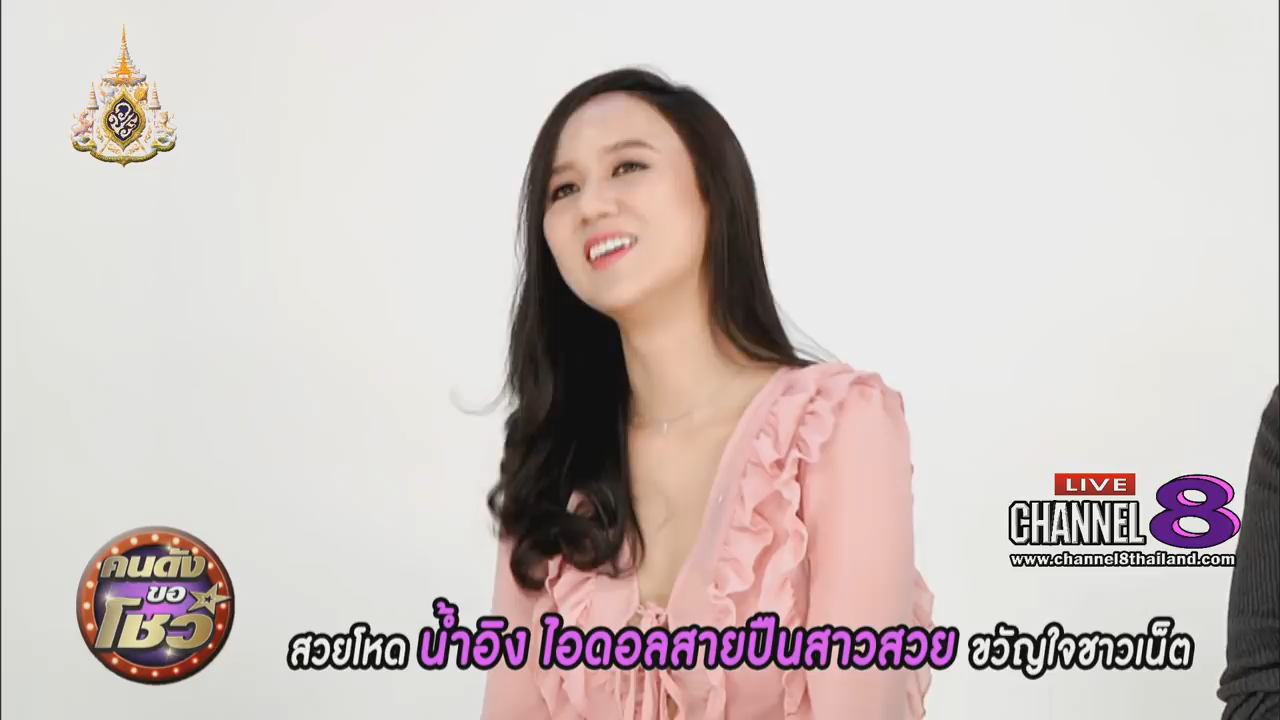 LIVE
CHANNEL 8
www.channel8thailand.com
คนดัง
ขอ
โชว์
สวยโหด น้ำอิง ไอดอลสายปืนสาวสวย ขวัญใจชาวเน็ต